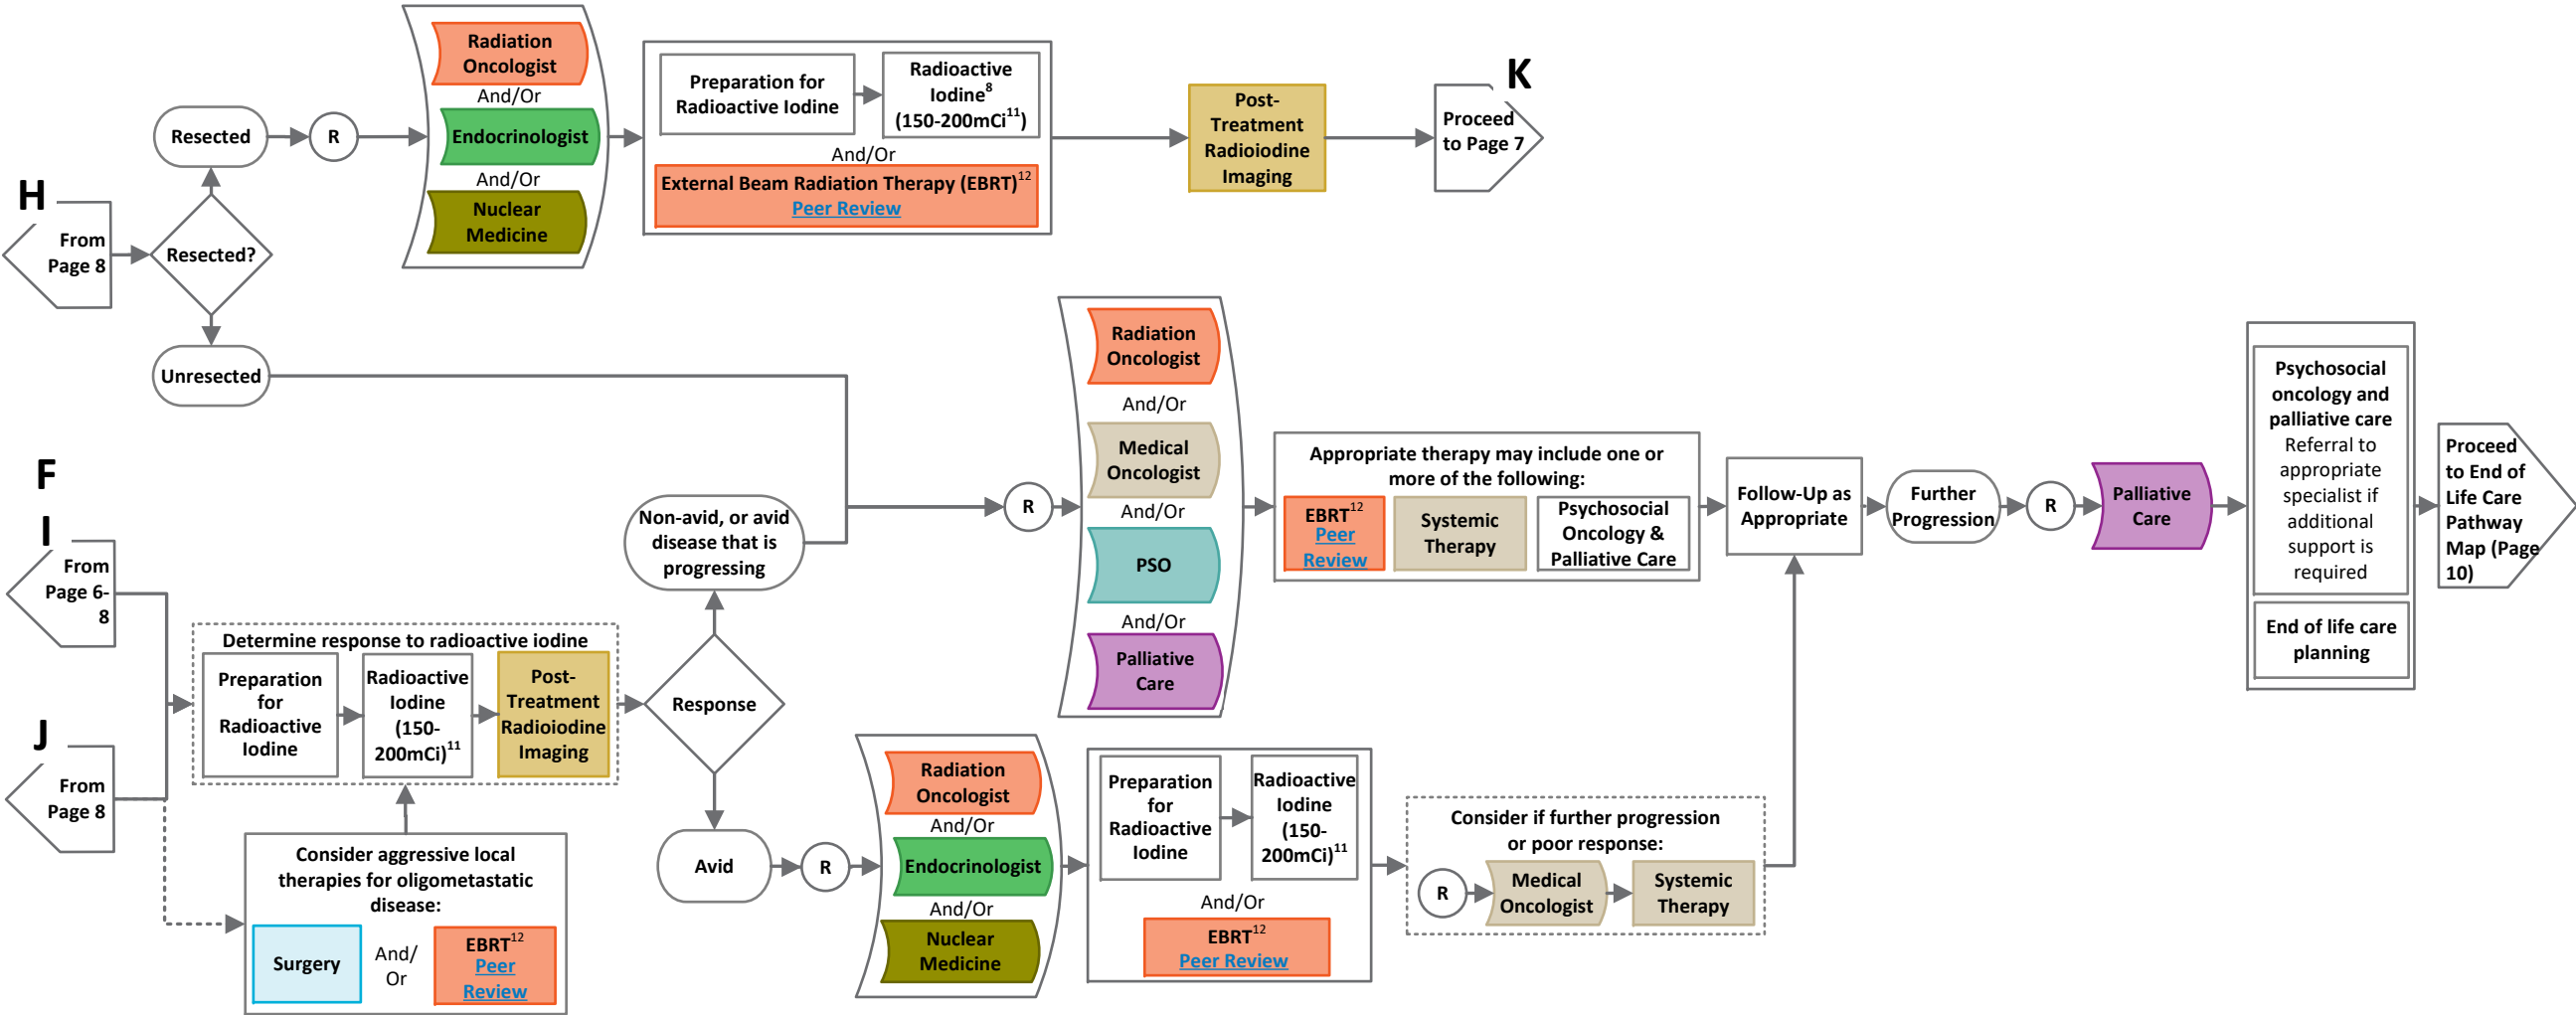 H
From
Page 8
Resected?
Resected
R
Radiation
Oncologist
And/Or
Endocrinologist
And/Or
Nuclear
Medicine
Preparation for
Radioactive Iodine
Radioactive
Iodine8
(150-200mCi11)
And/Or
External Beam Radiation Therapy (EBRT)12
Peer Review
Post-
Treatment
Radioiodine
Imaging
K
Proceed
to Page 7
Unresected
F
I
From
Page 6-
8
J
From
Page 8
Determine response to radioactive iodine
Preparation
for
Radioactive
Iodine
Radioactive
Iodine
(150-
200mCi)11
Post-
Treatment
Radioiodine
Imaging
Consider aggressive local
therapies for oligometastatic
disease:
Surgery
And/
Or
EBRT12
Peer
Review
Response
Non-avid, or avid
disease that is
progressing
R
Radiation
Oncologist
And/Or
Medical
Oncologist
And/Or
PSO
And/Or
Palliative
Care
Appropriate therapy may include one or
more of the following:
EBRT12
Peer
Review
Systemic
Therapy
Psychosocial
Oncology &
Palliative Care
Follow-Up as
Appropriate
Further
Progression
R
Palliative
Care
Psychosocial
oncology and
palliative care
Referral to
appropriate
specialist if
additional
support is
required
End of life care
planning
Proceed
to End of
Life Care
Pathway
Map (Page
10)
Avid
R
Radiation
Oncologist
And/Or
Endocrinologist
And/Or
Nuclear
Medicine
Preparation
for
Radioactive
Iodine
Radioactive
Iodine
(150-
200mCi)11
And/Or
EBRT12
Peer Review
Consider if further progression
or poor response:
R
Medical
Oncologist
Systemic
Therapy